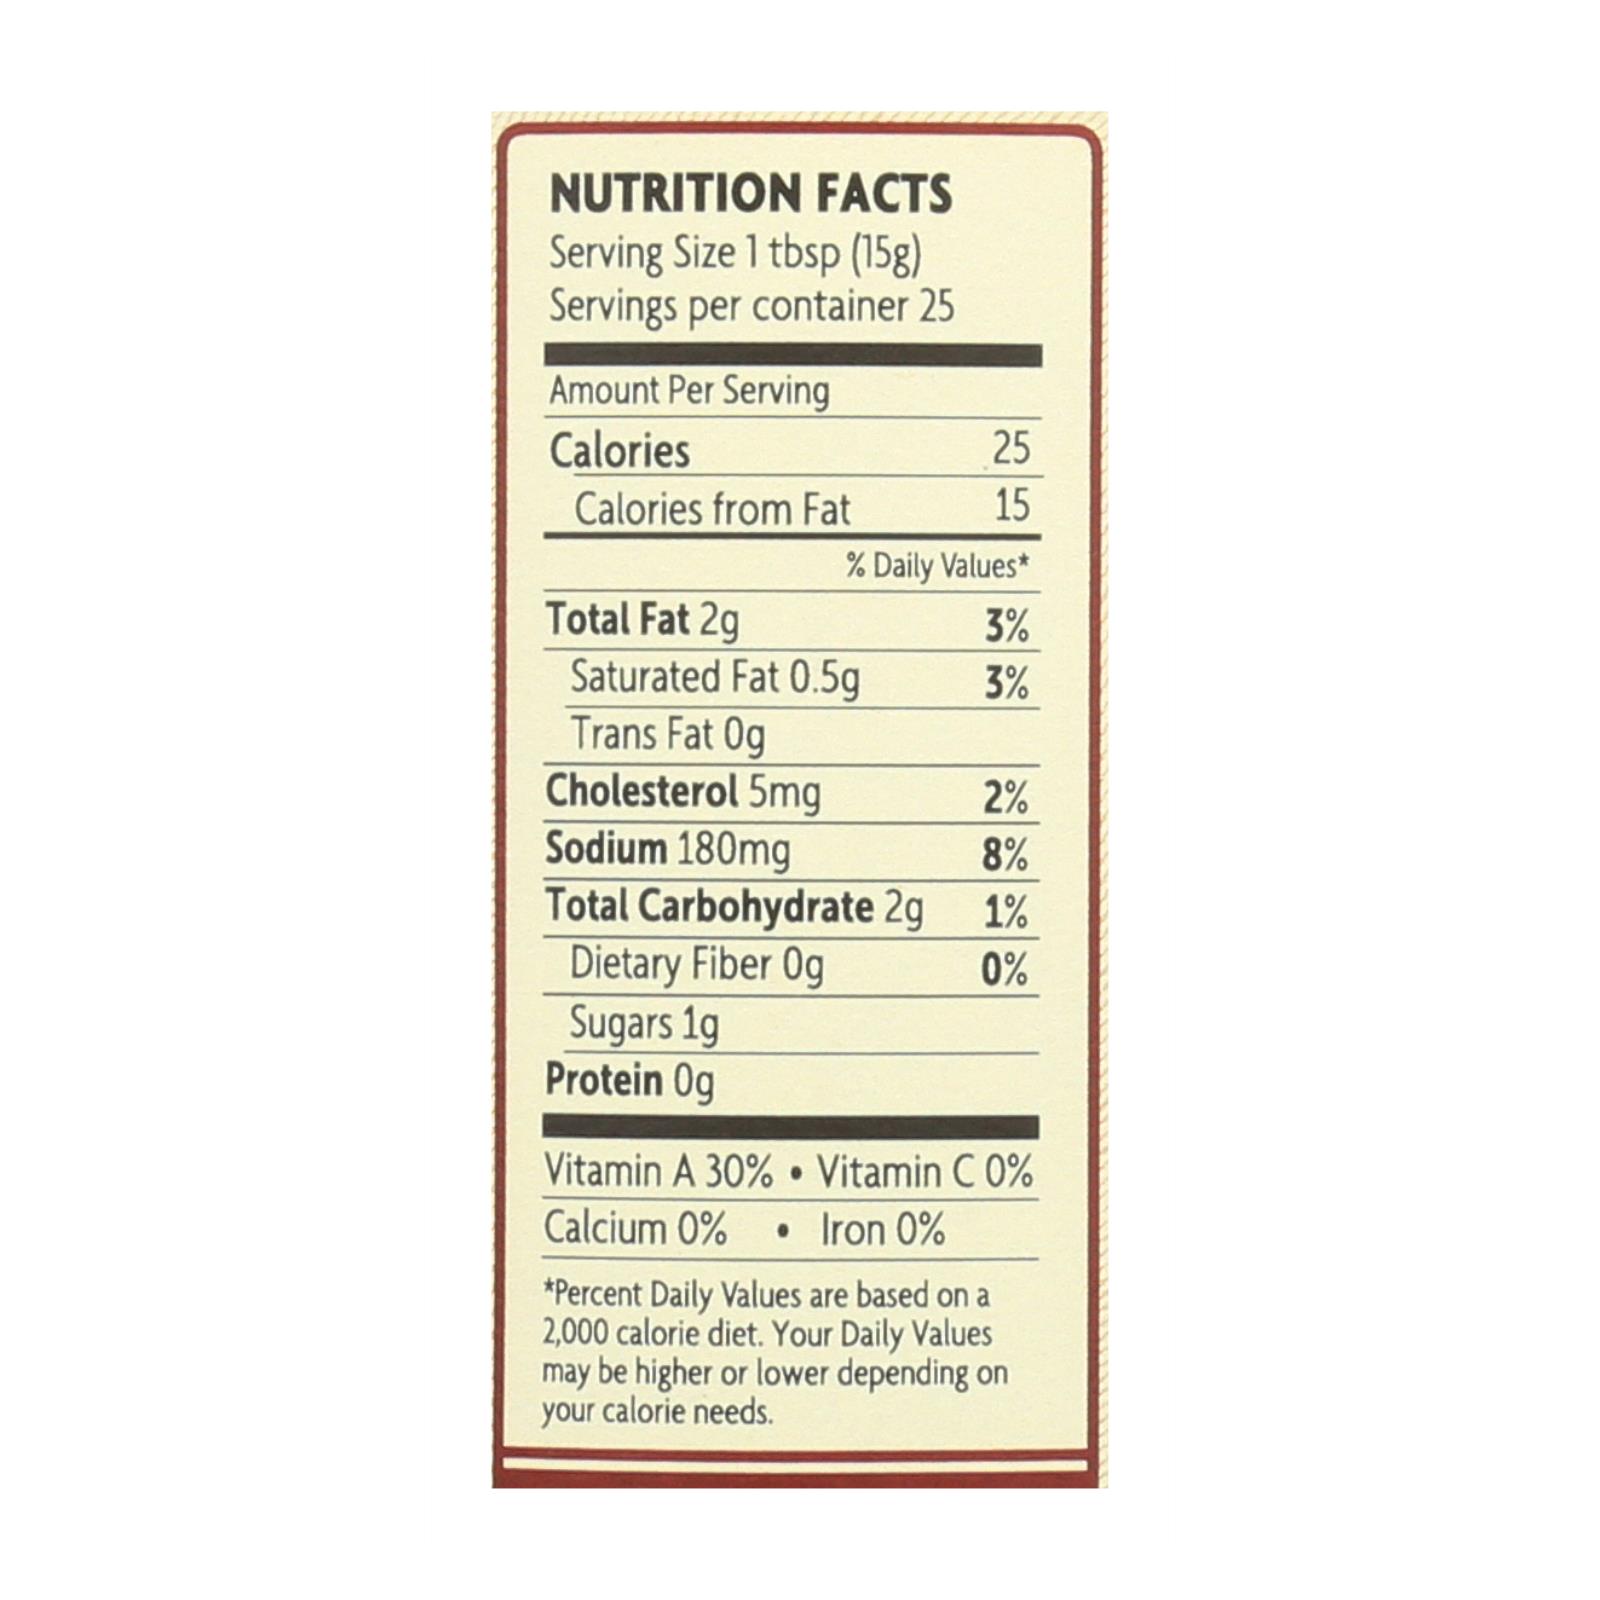 NUTRITION FACTS
Serving Size 1 tbsp (15g)
Servings per container 25
Amount Per Serving
Calories 25
Calories from Fat 15
% Daily Values*
Total Fat 2g 3%
Saturated Fat 0.5g 3%
Trans Fat 0g
Cholesterol 5mg 2%
Sodium 180mg 8%
Total Carbohydrate 2g 1%
Dietary Fiber 0g 0%
Sugars 1g
Protein 0g
Vitamin A 30% • Vitamin C 0%
Calcium 0% • Iron 0%
*Percent Daily Values are based on a
2,000 calorie diet. Your Daily Values
may be higher or lower depending on
your calorie needs.